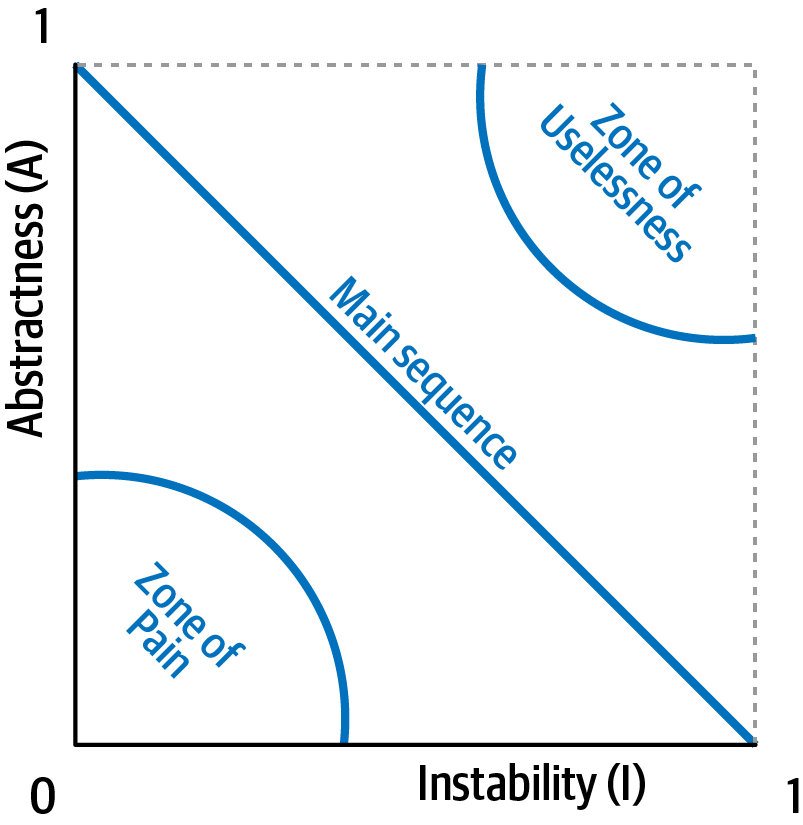 1
Zone of
Uselessness
Abstractness (A)
Main sequence
Zone of
Pain
0
Instability (I)
1